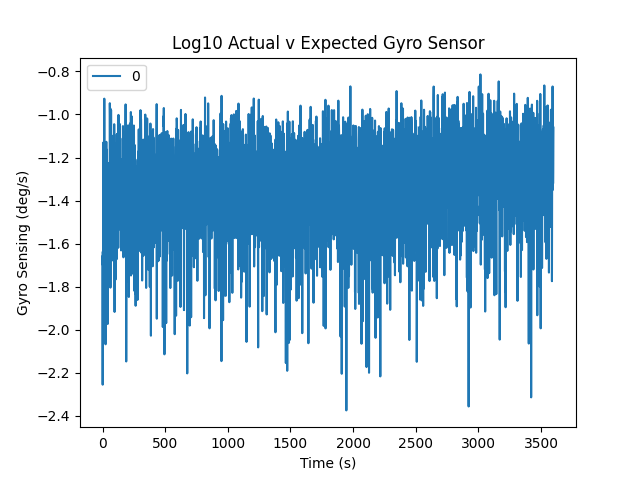 Log10 Actual v Expected Gyro Sensor
0
−0.8
−1.0
−1.2
−1.4
−1.6
−1.8
−2.0
−2.2
−2.4
Gyro Sensing (deg/s)
0 500 1000 1500 2000 2500 3000 3500
Time (s)